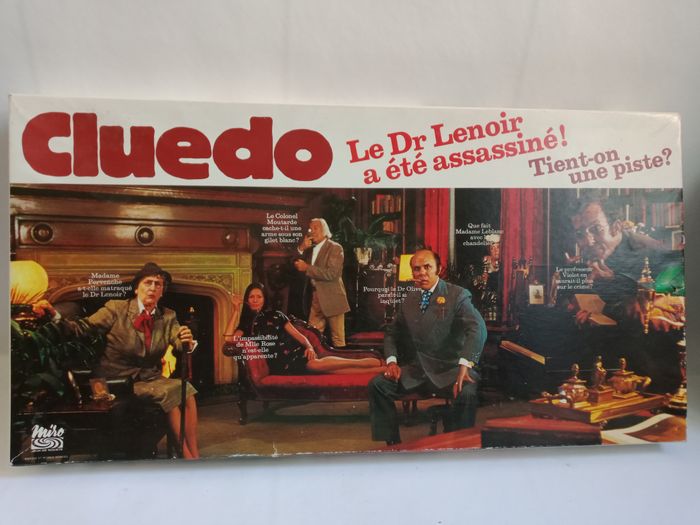 Cluedo
Le Dr Lenoir
a été assassiné!
Tient-on
une piste?
Le Colonel
Moutarde
cache-t-il une
arme sous son
gilet blanc?
Que fait
Madame Leblanc
avec le
chandelier?
Madame
Pervenche
a-t-elle matraqué
le Dr Lenoir?
Pourquoi le Dr Olive
paraît-il si
inquiet?
Le professeur
Violet en
saurait-il plus
sur le crime?
L'impassibilité
de Mlle Rose
n'est-elle
qu'apparente?
miro